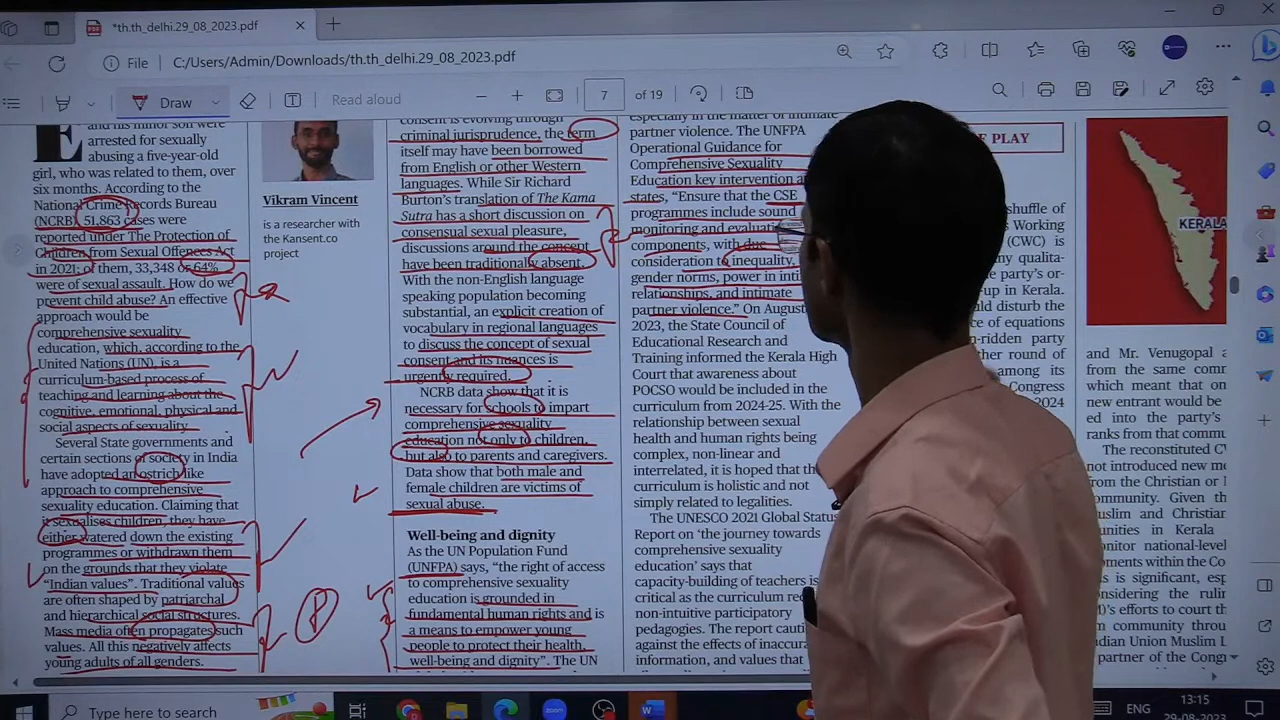 *th.th_delhi.29_08_2023.pdf
File
C:/Users/Admin/Downloads/th.th_delhi.29_08_2023.pdf
Draw
Read aloud
7
of 19
E
and his minor son were
arrested for sexually
abusing a five-year-old
girl, who was related to them, over
six months. According to the
National Crime Records Bureau
(NCRB), 51,863 cases were
reported under The Protection of
Children from Sexual Offences Act
in 2021; of them, 33,348 or 64%
were of sexual assault. How do we
prevent child abuse? An effective
approach would be
comprehensive sexuality
education, which, according to the
United Nations (UN), is a
curriculum-based process of
teaching and learning about the
cognitive, emotional, physical and
social aspects of sexuality.
Several State governments and
certain sections of society in India
have adopted an ostrich like
approach to comprehensive
sexuality education. Claiming that
it sexualises children, they have
either watered down the existing
programmes or withdrawn them
on the grounds that they violate
"Indian values". Traditional values
are often shaped by patriarchal
and hierarchical social structures.
Mass media often propagates such
values. All this negatively affects
young adults of all genders.
P
Vikram Vincent
is a researcher with
the Kansent.co
project
consent is evolving through
criminal jurisprudence, the term
itself may have been borrowed
from English or other Western
languages. While Sir Richard
Burton's translation of The Kama
Sutra has a short discussion on
consensual sexual pleasure,
discussions around the concept
have been traditionally absent.
With the non-English language
speaking population becoming
substantial, an explicit creation of
vocabulary in regional languages
to discuss the concept of sexual
consent and its nuances is
urgently required.
NCRB data show that it is
necessary for schools to impart
comprehensive sexuality
education not only to children,
but also to parents and caregivers.
Data show that both male and
female children are victims of
sexual abuse.
Well-being and dignity
As the UN Population Fund
(UNFPA) says, "the right of access
to comprehensive sexuality
education is grounded in
fundamental human rights and is
a means to empower young
people to protect their health,
well-being and dignity". The UN
especially in the matter of intimate
partner violence. The UNFPA
Operational Guidance for
Comprehensive Sexuality
Education key intervention
states, "Ensure that the CSE
programmes include sound
monitoring and
components, with due
consideration to inequality,
gender norms, power in
relationships, and intimate
partner violence." On August
2023, the State Council of
Educational Research and
Training informed the Kerala High
Court that awareness about
POCSO would be included in the
curriculum from 2024-25. With the
relationship between sexual
health and human rights being
complex, non-linear and
interrelated, it is hoped that
curriculum is holistic and not
simply related to legalities.
The UNESCO 2021 Global Status
Report on 'the journey towards
comprehensive sexuality
education' says that
capacity-building of teachers is
critical as the curriculum
non-intuitive participatory
pedagogies. The report
against the effects of
information, and values that
PLAY
shuffle of
Working
(CWC) is
party's or-
up in Kerala.
disturb the
of equations
party
round of
among its
Congress
2024
KERALA
and Mr. Venugopal
from the same
which meant that
new entrant would be
ed into the party's
ranks from that
The reconstituted
not introduced new
from the Christian or
community. Given
and Christian
in Kerala
national-level
within the
is significant,
the
efforts to court
community
Union Muslim
partner of the
Type here to search
ENG
13:15
29-08-2023